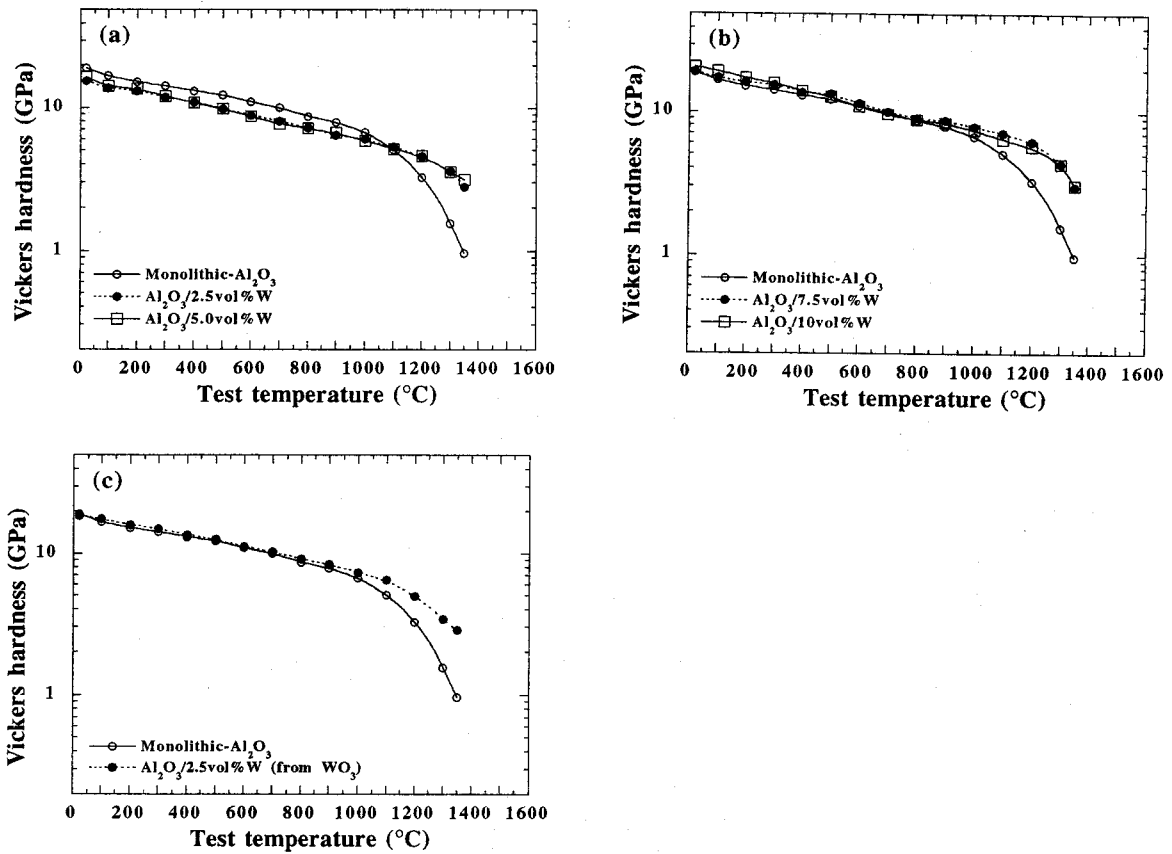 (a)
Vickers hardness (GPa)
10
1
Monolithic-Al₂O₃
Al₂O₃/2.5vol%W
Al₂O₃/5.0vol%W
0 200 400 600 800 1000 1200 1400 1600
Test temperature (°C)
(b)
Vickers hardness (GPa)
10
1
Monolithic-Al₂O₃
Al₂O₃/7.5vol%W
Al₂O₃/10vol%W
0 200 400 600 800 1000 1200 1400 1600
Test temperature (°C)
(c)
Vickers hardness (GPa)
10
1
Monolithic-Al₂O₃
Al₂O₃/2.5vol%W (from WO₃)
0 200 400 600 800 1000 1200 1400 1600
Test temperature (°C)